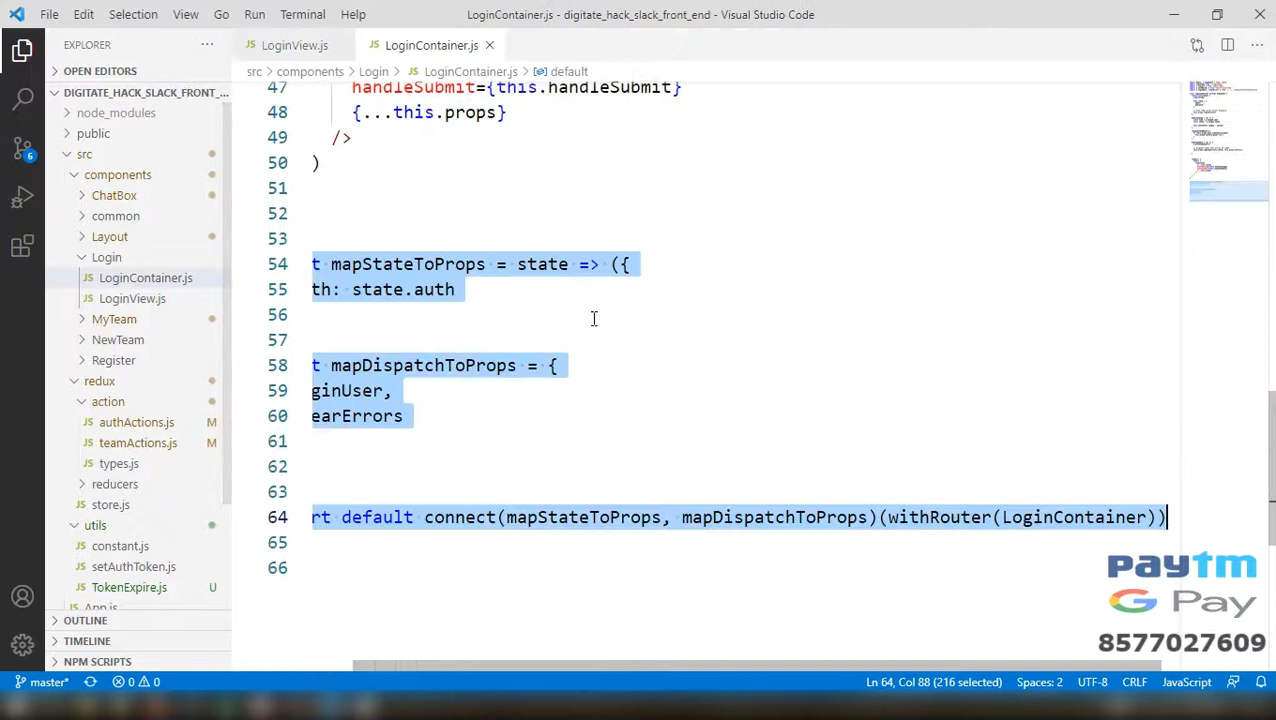 File Edit Selection View Go Run Terminal Help
LoginContainer.js - digitate_hack_slack_front_end - Visual Studio Code
EXPLORER
LoginView.js
LoginContainer.js
OPEN EDITORS
src > components > Login > LoginContainer.js > default
DIGITATE_HACK_SLACK_FRONT_...
node_modules
public
src
components
ChatBox
common
Layout
Login
LoginContainer.js
LoginView.js
MyTeam
NewTeam
Register
redux
action
authActions.js M
teamActions.js M
types.js
reducers
store.js
utils
constant.js
setAuthToken.js
TokenExpire.js U
App.js
OUTLINE
TIMELINE
NPM SCRIPTS
6
47 handleSubmit={this.handleSubmit}
48 {...this.props}
49 />
50 )
51
52
53
54 t mapStateToProps = state => ({
55 th: state.auth
56
57
58 t mapDispatchToProps = {
59 ginUser,
60 earErrors
61
62
63
64 rt default connect(mapStateToProps, mapDispatchToProps)(withRouter(LoginContainer))
65
66
paytm
G Pay
8577027609
master* 0 0 Ln 64, Col 88 (216 selected) Spaces: 2 UTF-8 CRLF JavaScript